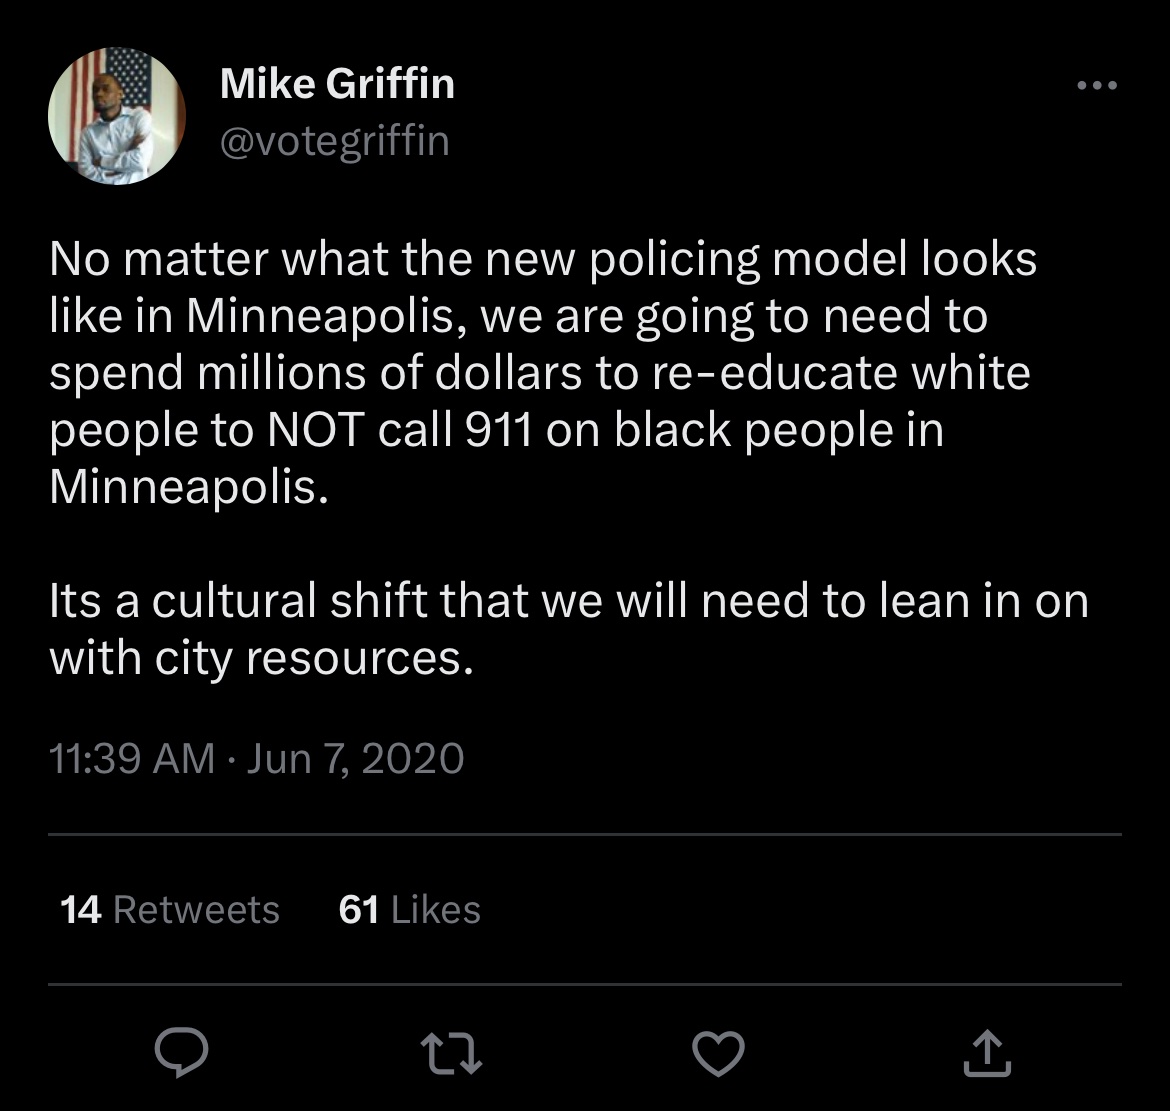 Mike Griffin
@votegriffin
No matter what the new policing model looks
like in Minneapolis, we are going to need to
spend millions of dollars to re-educate white
people to NOT call 911 on black people in
Minneapolis.
Its a cultural shift that we will need to lean in on
with city resources.
11:39 AM · Jun 7, 2020
14 Retweets 61 Likes